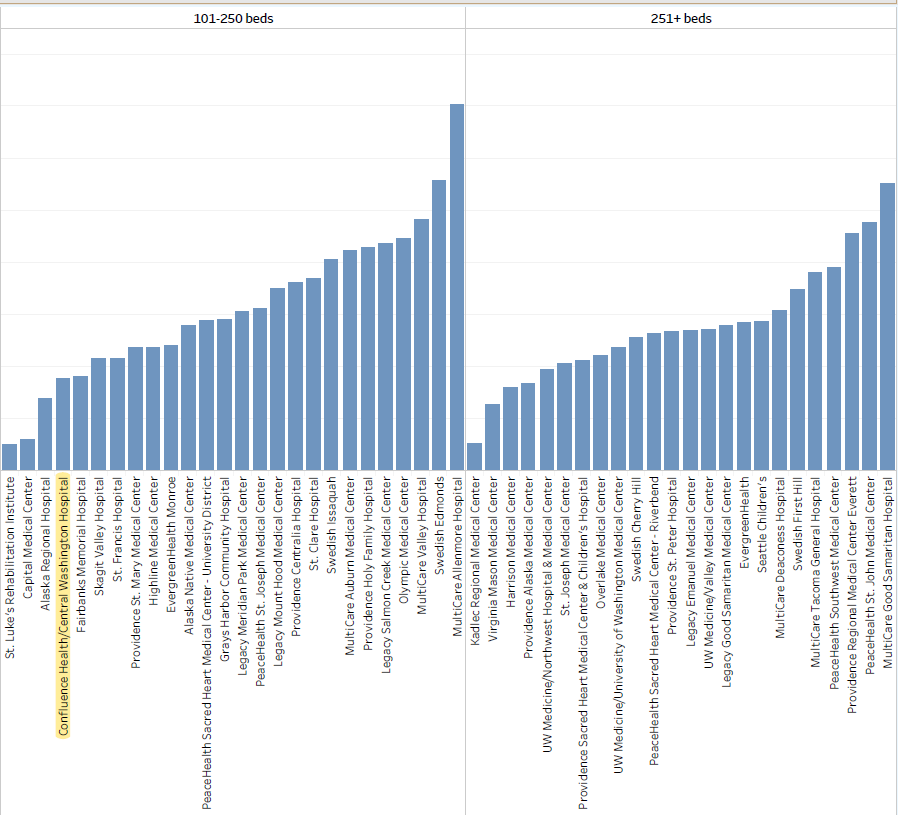 101-250 beds
251+ beds
St. Luke's Rehabilitation Institute
Capital Medical Center
Alaska Regional Hospital
Confluence Health/Central Washington Hospital
Fairbanks Memorial Hospital
Skagit Valley Hospital
St. Francis Hospital
Providence St. Mary Medical Center
Highline Medical Center
EvergreenHealth Monroe
Alaska Native Medical Center
PeaceHealth Sacred Heart Medical Center - University District
Grays Harbor Community Hospital
Legacy Meridian Park Medical Center
PeaceHealth St. Joseph Medical Center
Legacy Mount Hood Medical Center
Providence Centralia Hospital
St. Clare Hospital
Swedish Issaquah
MultiCare Auburn Medical Center
Providence Holy Family Hospital
Legacy Salmon Creek Medical Center
Olympic Medical Center
MultiCare Valley Hospital
Swedish Edmonds
MultiCare Allenmore Hospital
Kadlec Regional Medical Center
Virginia Mason Medical Center
Harrison Medical Center
Providence Alaska Medical Center
UW Medicine/Northwest Hospital & Medical Center
St. Joseph Medical Center
Providence Sacred Heart Medical Center & Children's Hospital
Overlake Medical Center
UW Medicine/University of Washington Medical Center
Swedish Cherry Hill
PeaceHealth Sacred Heart Medical Center - Riverbend
Providence St. Peter Hospital
Legacy Emanuel Medical Center
UW Medicine/Valley Medical Center
Legacy Good Samaritan Medical Center
EvergreenHealth
Seattle Children's
MultiCare Deaconess Hospital
Swedish First Hill
MultiCare Tacoma General Hospital
PeaceHealth Southwest Medical Center
Providence Regional Medical Center Everett
PeaceHealth St. John Medical Center
MultiCare Good Samaritan Hospital